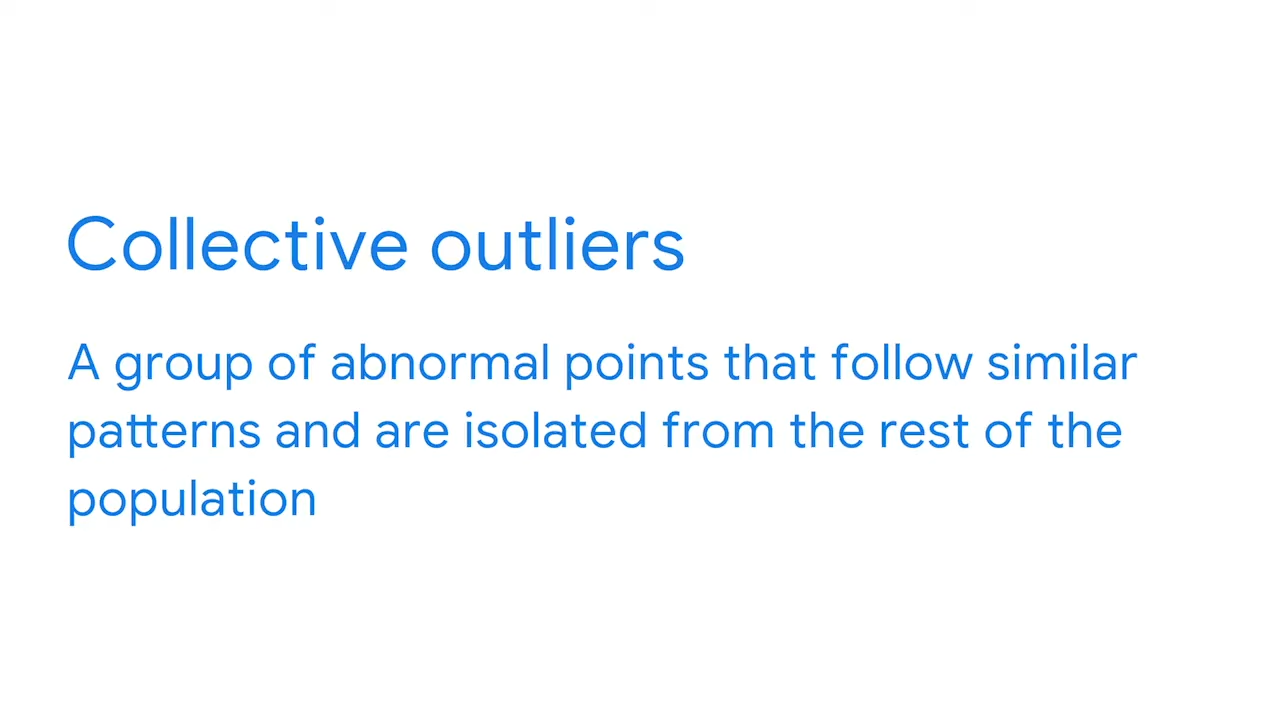 Collective outliers
A group of abnormal points that follow similar
patterns and are isolated from the rest of the
population